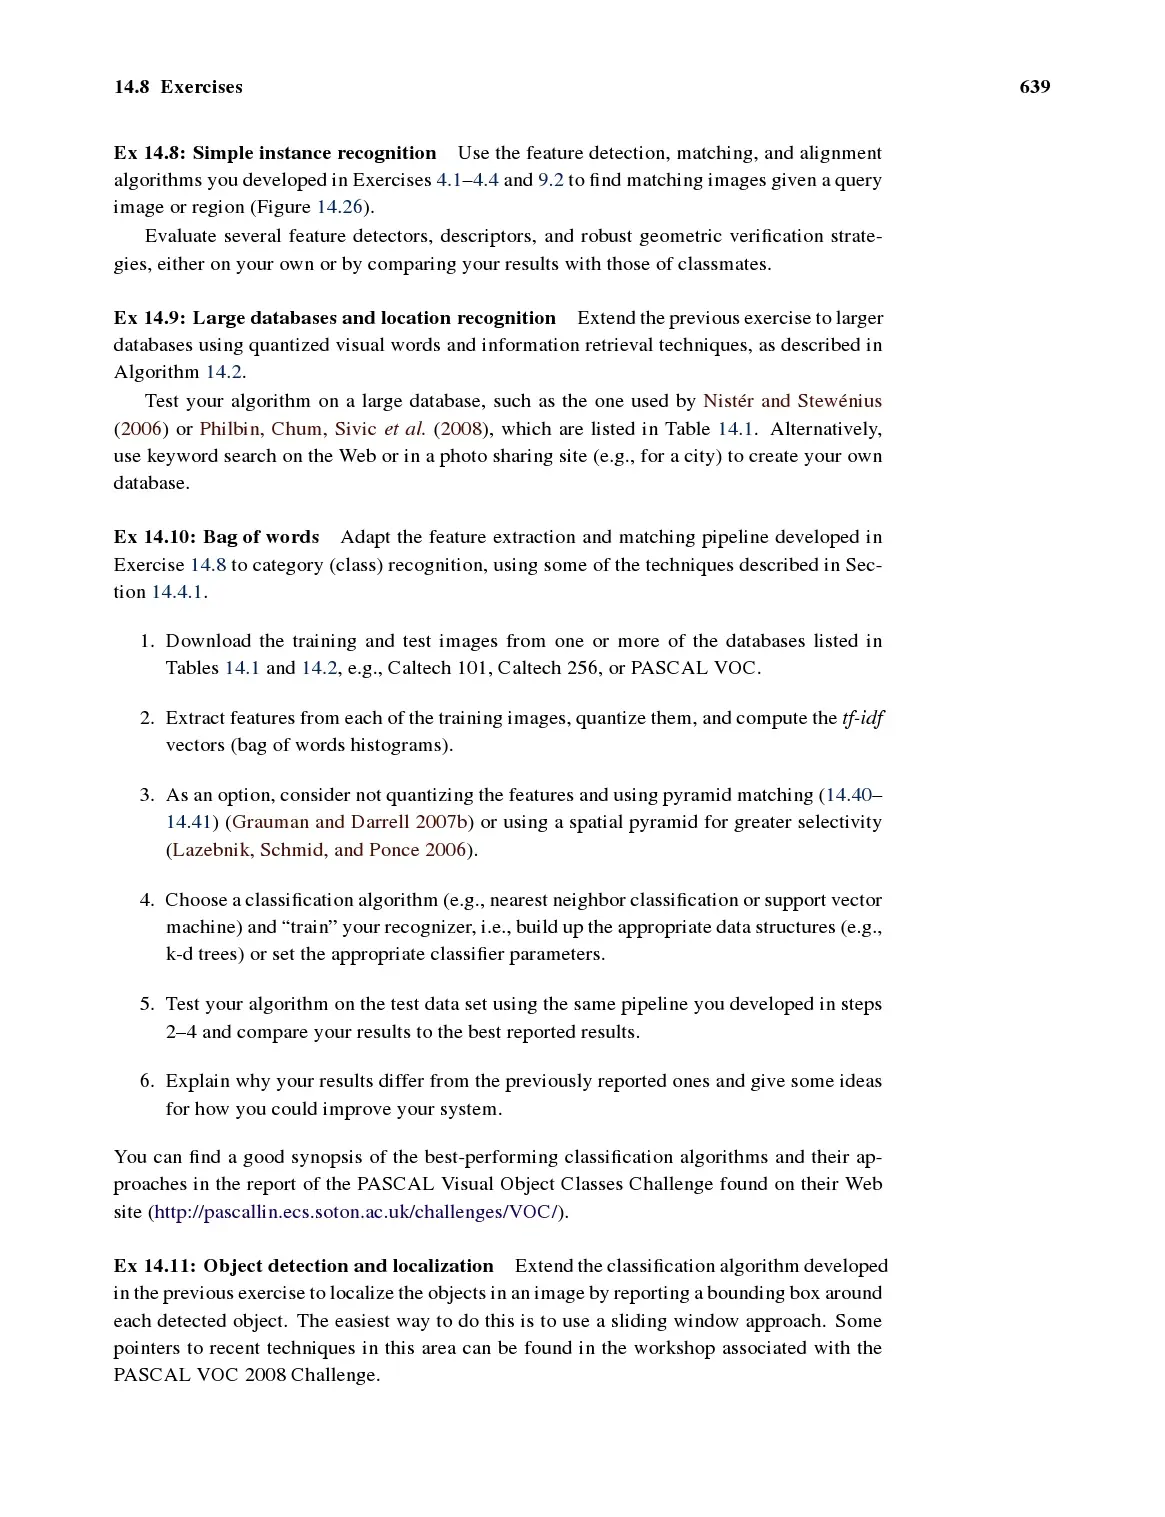 14.8 Exercises 639
Ex 14.8: Simple instance recognition Use the feature detection, matching, and alignment
algorithms you developed in Exercises 4.1–4.4 and 9.2 to find matching images given a query
image or region (Figure 14.26).
Evaluate several feature detectors, descriptors, and robust geometric verification strate-
gies, either on your own or by comparing your results with those of classmates.
Ex 14.9: Large databases and location recognition Extend the previous exercise to larger
databases using quantized visual words and information retrieval techniques, as described in
Algorithm 14.2.
Test your algorithm on a large database, such as the one used by Nistér and Stewénius
(2006) or Philbin, Chum, Sivic et al. (2008), which are listed in Table 14.1. Alternatively,
use keyword search on the Web or in a photo sharing site (e.g., for a city) to create your own
database.
Ex 14.10: Bag of words Adapt the feature extraction and matching pipeline developed in
Exercise 14.8 to category (class) recognition, using some of the techniques described in Sec-
tion 14.4.1.
1. Download the training and test images from one or more of the databases listed in
Tables 14.1 and 14.2, e.g., Caltech 101, Caltech 256, or PASCAL VOC.
2. Extract features from each of the training images, quantize them, and compute the tf-idf
vectors (bag of words histograms).
3. As an option, consider not quantizing the features and using pyramid matching (14.40–
14.41) (Grauman and Darrell 2007b) or using a spatial pyramid for greater selectivity
(Lazebnik, Schmid, and Ponce 2006).
4. Choose a classification algorithm (e.g., nearest neighbor classification or support vector
machine) and “train” your recognizer, i.e., build up the appropriate data structures (e.g.,
k-d trees) or set the appropriate classifier parameters.
5. Test your algorithm on the test data set using the same pipeline you developed in steps
2–4 and compare your results to the best reported results.
6. Explain why your results differ from the previously reported ones and give some ideas
for how you could improve your system.
You can find a good synopsis of the best-performing classification algorithms and their ap-
proaches in the report of the PASCAL Visual Object Classes Challenge found on their Web
site (http://pascallin.ecs.soton.ac.uk/challenges/VOC/).
Ex 14.11: Object detection and localization Extend the classification algorithm developed
in the previous exercise to localize the objects in an image by reporting a bounding box around
each detected object. The easiest way to do this is to use a sliding window approach. Some
pointers to recent techniques in this area can be found in the workshop associated with the
PASCAL VOC 2008 Challenge.